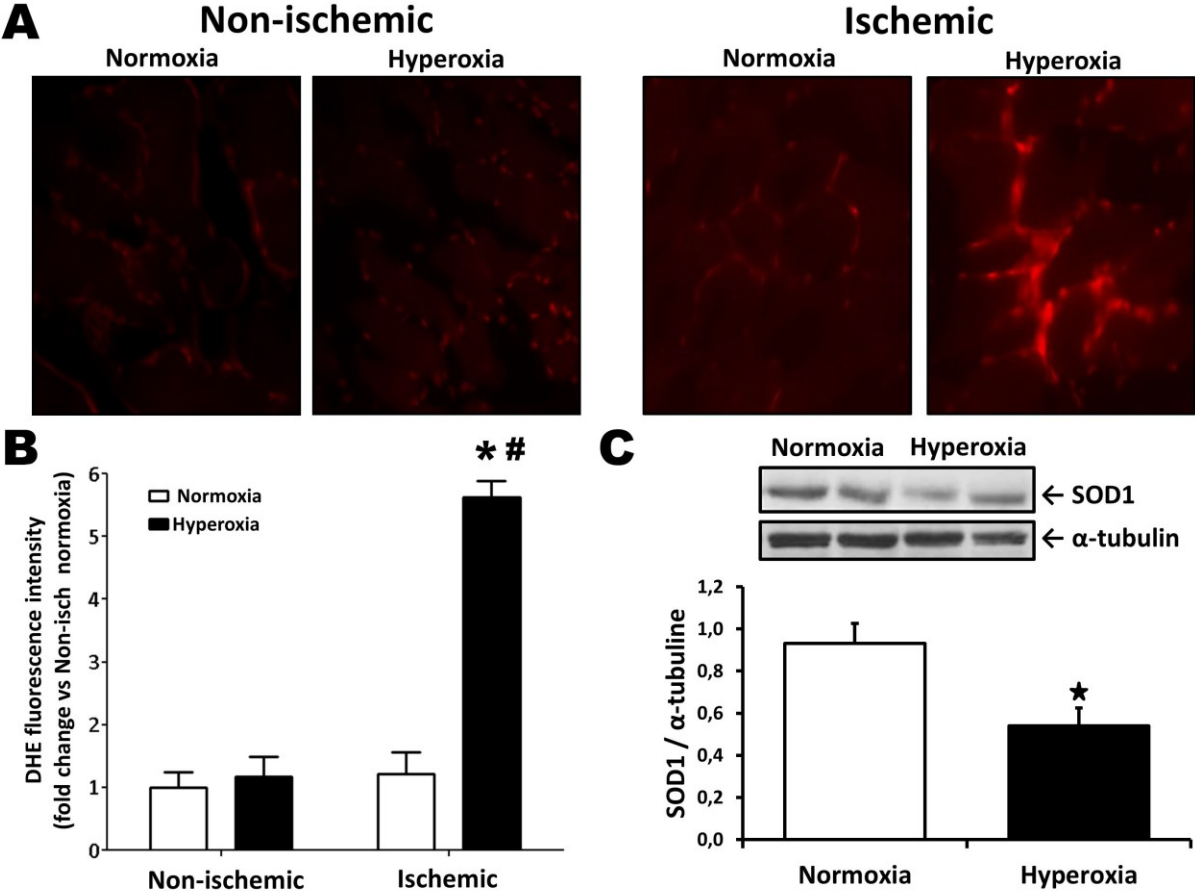 A
Non-ischemic
Ischemic
Normoxia
Hyperoxia
Normoxia
Hyperoxia
B
DHE fluorescence intensity
(fold change vs Non-isch normoxia)
6
5
4
3
2
1
0
Normoxia
Hyperoxia
* #
Non-ischemic
Ischemic
C
Normoxia
Hyperoxia
← SOD1
← α-tubulin
SOD1 / α-tubuline
1,2
1,0
0,8
0,6
0,4
0,2
0,0
★
Normoxia
Hyperoxia